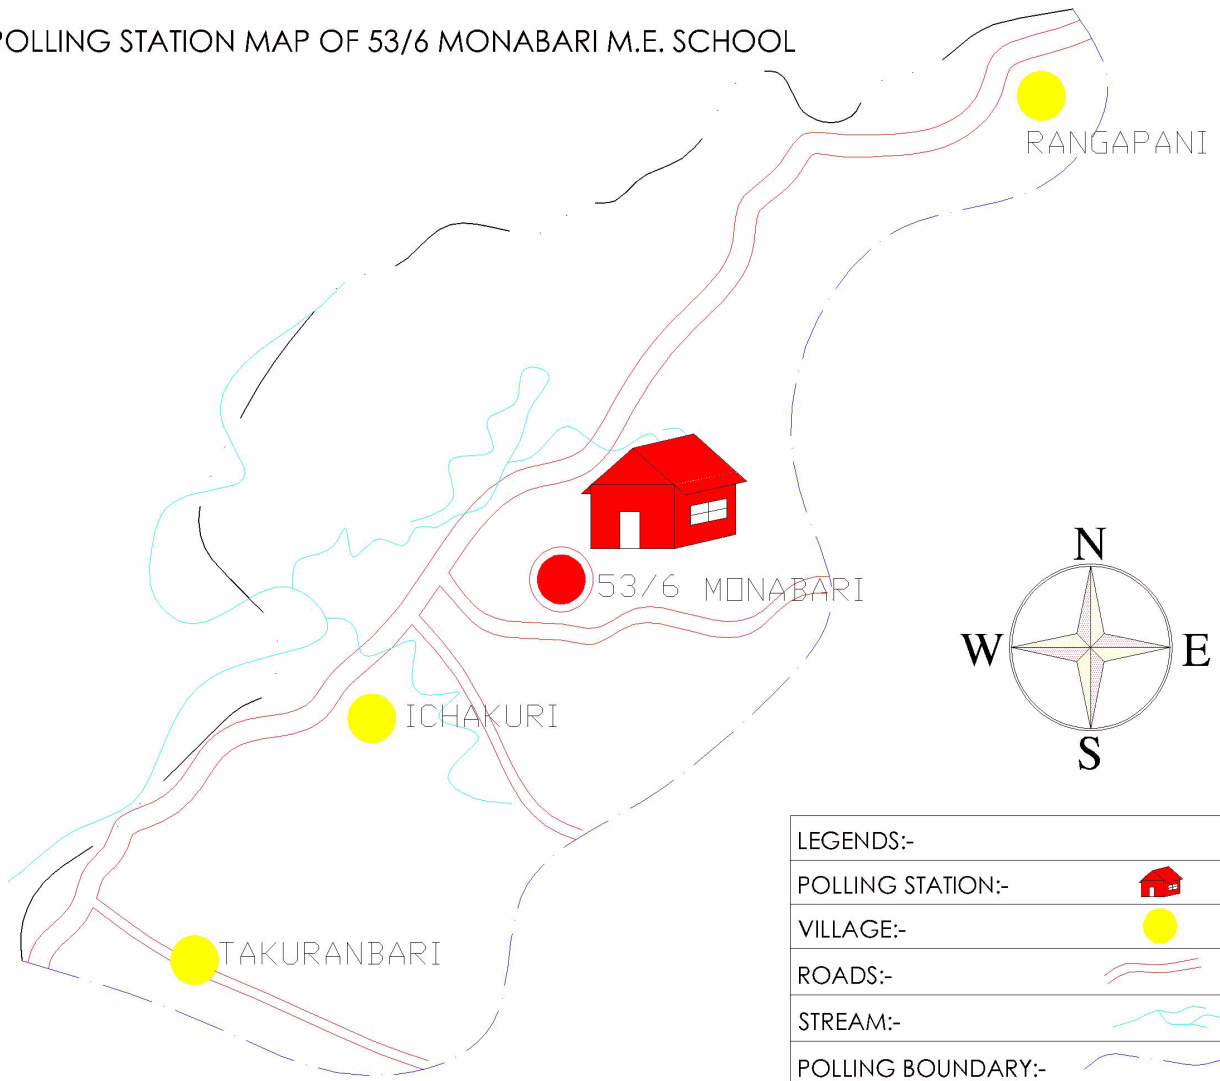 POLLING STATION MAP OF 53/6 MONABARI M.E. SCHOOL
RANGAPANI
53/6 MONABARI
N
W
E
S
ICHAKURI
TAKURANBARI
LEGENDS:-
POLLING STATION:-
VILLAGE:-
ROADS:-
STREAM:-
POLLING BOUNDARY:-